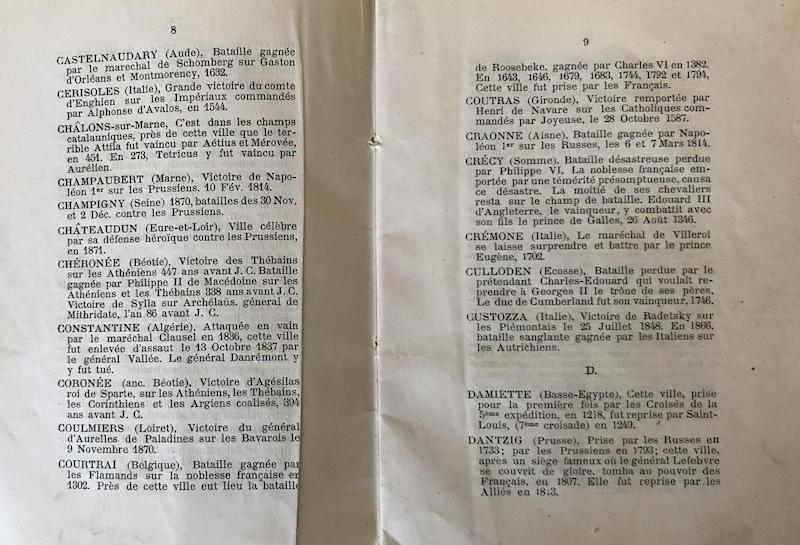 8
CASTELNAUDARY (Aude), Bataille gagnée
par le marechal de Schomberg sur Gaston
d'Orléans et Montmorency, 1632.
CERISOLES (Italie), Grande victoire du comte
d'Enghien sur les Impériaux commandés
par Alphonse d'Avalos, en 1544.
CHÂLONS-sur-Marne, C'est dans les champs
catalauniques, près de cette ville que le ter-
rible Attila fut vaincu par Aétius et Mérovée,
en 451. En 273, Tetricus y fut vaincu par
Aurélien.
CHAMPAUBERT (Marne), Victoire de Napo-
léon 1er sur les Prussiens. 10 Fév. 1814.
CHAMPIGNY (Seine) 1870, batailles des 30 Nov.
et 2 Déc. contre les Prussiens.
CHÂTEAUDUN (Eure-et-Loir), Ville célèbre
par sa défense héroïque contre les Prussiens,
en 1871.
CHÉRONÉE (Béotie), Victoire des Thébains
sur les Athéniens 447 ans avant J. C. Bataille
gagnée par Philippe II de Macédoine sur les
Athéniens et les Thébains 338 ans avant J. C.
Victoire de Sylla sur Archélaüs. géneral de
Mithridate, l'an 86 avant J. C.
CONSTANTINE (Algérie), Attaquée en vain
par le maréchal Clausel en 1836, cette ville
fut enlevée d'assaut le 13 Octobre 1837 par
le général Vallée. Le général Danrémont y
y fut tué.
CORONÉE (anc. Béotie), Victoire d'Agésilas
roi de Sparte, sur les Athéniens, les Thébains,
les Corinthiens et les Argiens coalisés, 394
ans avant J. C.
COULMIERS (Loiret), Victoire du général
d'Aurelles de Paladines sur les Bavarois le
9 Novembre 1870.
COURTRAI (Bélgique), Bataille gagnée par
les Flamands sur la noblesse française en
1302. Près de cette ville eut lieu la bataille
9
de Roosebeke, gagnée par Charles VI en 1382.
En 1643, 1646, 1679, 1683, 1744, 1792 et 1794,
Cette ville fut prise par les Français.
COUTRAS (Gironde), Victoire remportée par
Henri de Navare sur les Catholiques com-
mandés par Joyeuse, le 28 Octobre 1587.
CRAONNE (Aisne), Bataille gagnée par Napo-
léon 1er sur les Russes, les 6 et 7 Mars 1814.
CRÉCY (Somme), Bataille désastreuse perdue
par Philippe VI. La noblesse française em-
portée par une témérité présomptueuse, causa
ce désastre. La moitié de ses chevaliers
resta sur le champ de bataille. Edouard III
d'Angleterre, le vainqueur, y combattit avec
son fils le prince de Galles, 26 Août 1346.
CRÉMONE (Italie), Le maréchal de Villeroi
se laisse surprendre et battre par le prince
Eugène, 1702.
CULLODEN (Ecosse), Bataille perdue par le
prétendant Charles-Edouard qui voulait re-
prendre à Georges II le trône de ses pères.
Le duc de Cumberland fut son vainqueur, 1746.
CUSTOZZA (Italie), Victoire de Radetsky sur
les Piémontais le 25 Juillet 1848. En 1866,
bataille sanglante gagnée par les Italiens sur
les Autrichiens.
D.
DAMIETTE (Basse-Egypte), Cette ville, prise
pour la première fois par les Croisés de la
5eme expédition, en 1218, fut reprise par Saint-
Louis, (7eme croisade) en 1249.
DANTZIG (Prusse), Prise par les Russes en
1733; par les Prussiens en 1793; cette ville,
après un siège fameux où le général Lefebvre
se couvrit de gloire, tomba au pouvoir des
Français, en 1807. Elle fut reprise par les
Alliés en 1813.